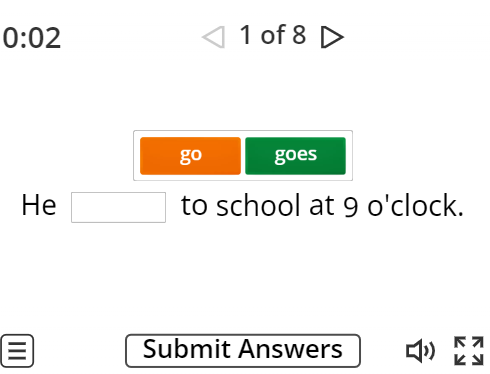 0:02 1 of 8
go goes
He to school at 9 o'clock.
Submit Answers